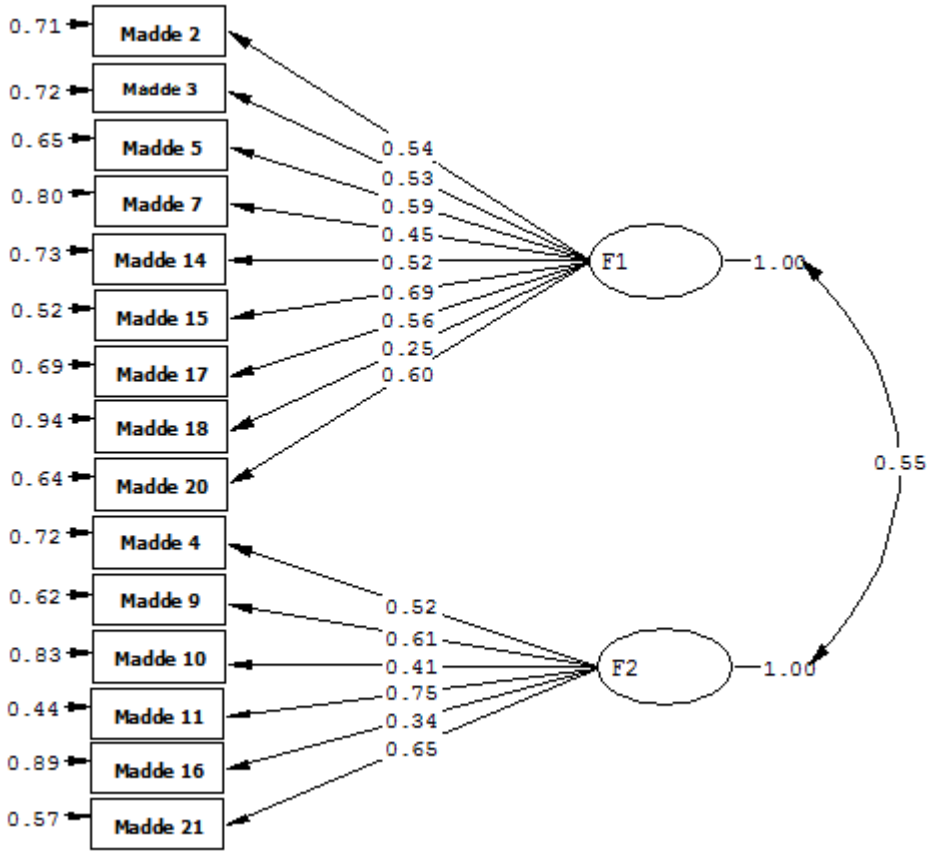 0.71 Madde 2
0.72 Madde 3
0.65 Madde 5
0.54
0.53
0.80 Madde 7
0.59
0.45
0.73 Madde 14
0.52
F1
1.00
0.52 Madde 15
0.69
0.56
0.69 Madde 17
0.25
0.60
0.94 Madde 18
0.55
0.64 Madde 20
0.72 Madde 4
0.62 Madde 9
0.52
0.61
0.83 Madde 10
0.41
F2
1.00
0.44 Madde 11
0.75
0.34
0.89 Madde 16
0.65
0.57 Madde 21